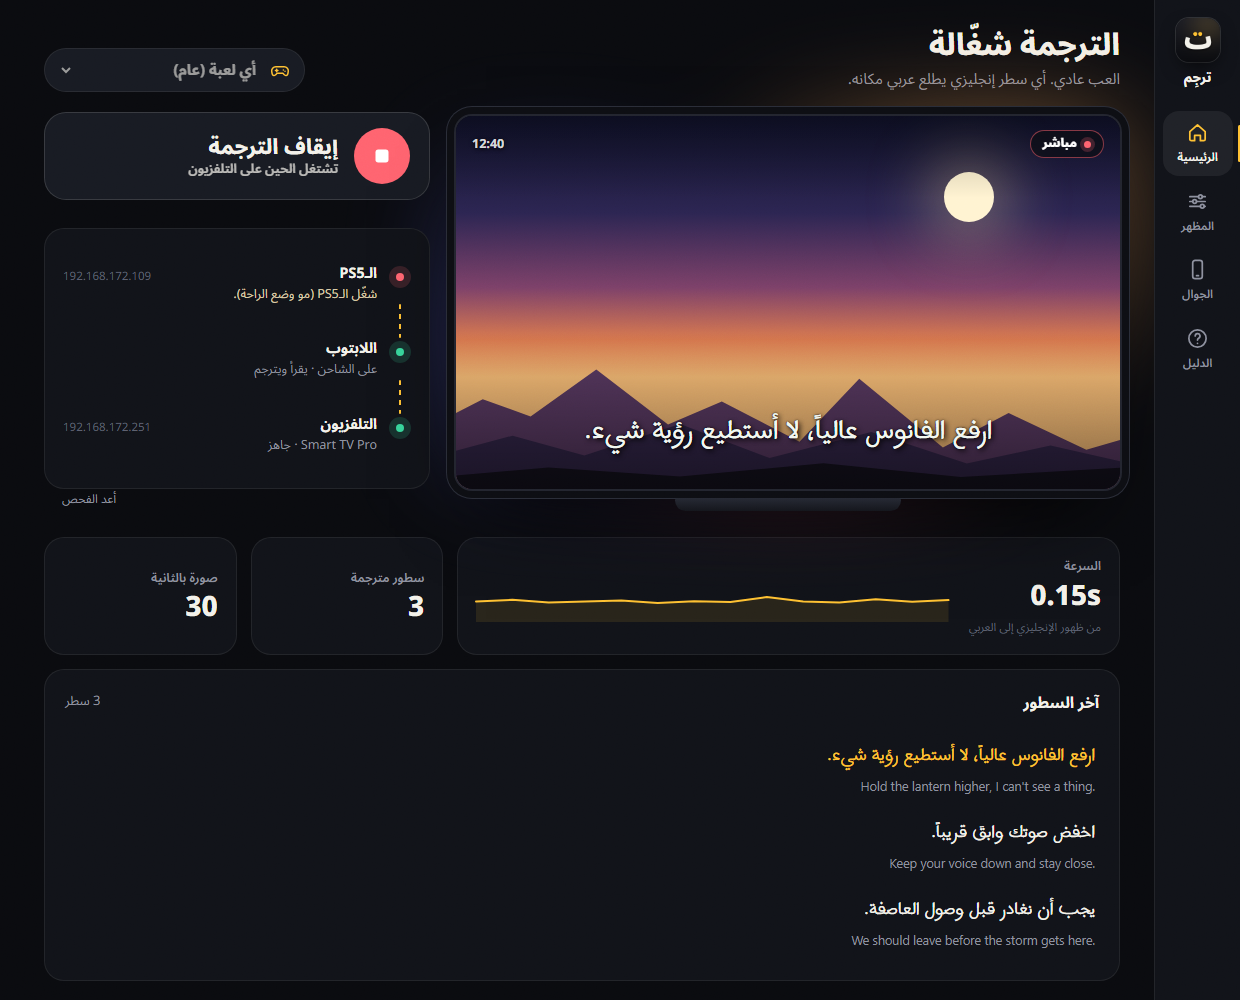 ت
ترجم
الرئيسية
المظهر
الجوال
الدليل
الترجمة شغّالة
العب عادي. أي سطر إنجليزي يطلع عربي مكانه.
أي لعبة (عام)
مباشر
12:40
ارفع الفانوس عالياً، لا أستطيع رؤية شيء.
إيقاف الترجمة
تشتغل الحين على التلفزيون
الـPS5
192.168.172.109
شغّل الـPS5 (مو وضع الراحة).
اللابتوب
على الشاحن · يقرأ ويترجم
التلفزيون
192.168.172.251
Smart TV Pro · جاهز
أعد الفحص
السرعة
0.15s
من ظهور الإنجليزي إلى العربي
سطور مترجمة
3
صورة بالثانية
30
آخر السطور
3 سطر
ارفع الفانوس عالياً، لا أستطيع رؤية شيء.
Hold the lantern higher, I can't see a thing.
اخفض صوتك وابق قريباً.
Keep your voice down and stay close.
يجب أن نغادر قبل وصول العاصفة.
We should leave before the storm gets here.